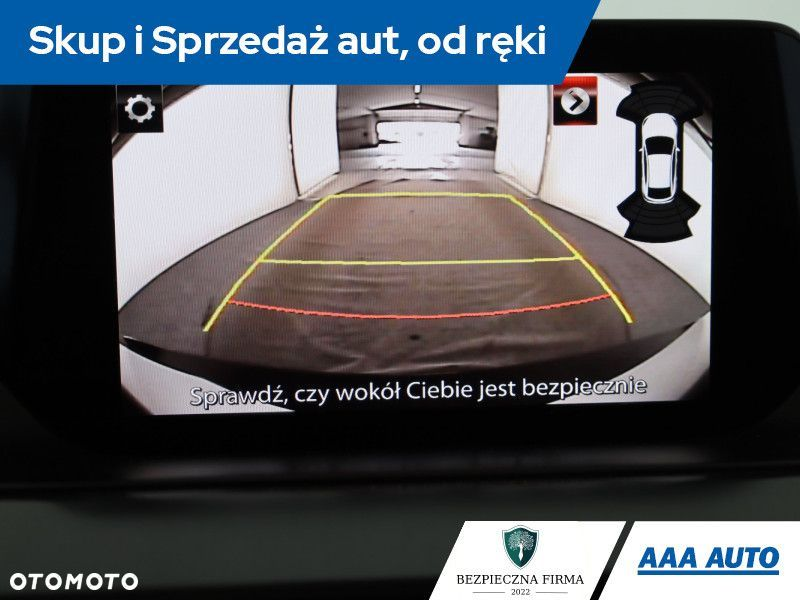 Skup i Sprzedaż aut, od ręki
Sprawdź, czy wokół Ciebie jest bezpiecznie
BEZPIECZNA FIRMA
2022
AAA AUTO
OTOMOTO